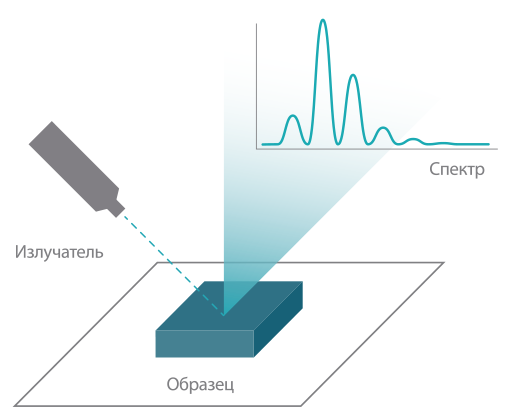 Спектр
Излучатель
Образец